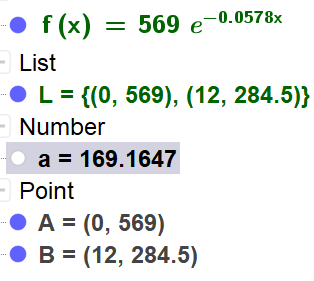 f (x) = 569 e^-0.0578x
List
L = {(0, 569), (12, 284.5)}
Number
a = 169.1647
Point
A = (0, 569)
B = (12, 284.5)